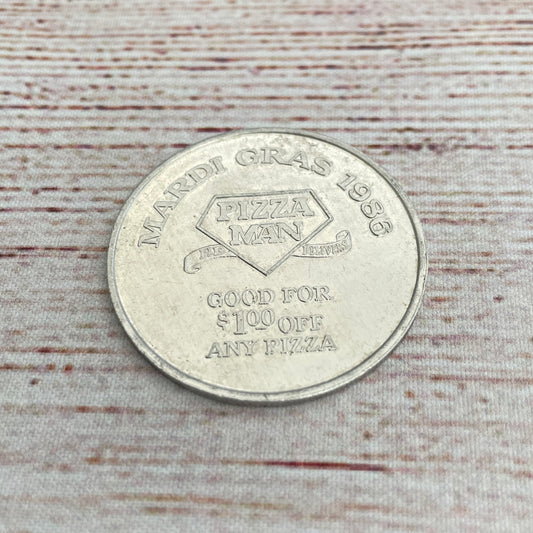 MARDI GRAS 1986
PIZZA
MAN
DELIVERS
GOOD FOR
$1.00 OFF
ANY PIZZA